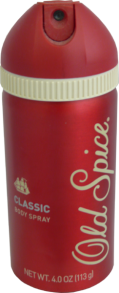 CLASSIC
BODY SPRAY
Old Spice.
NET WT. 4.0 OZ (113 g)